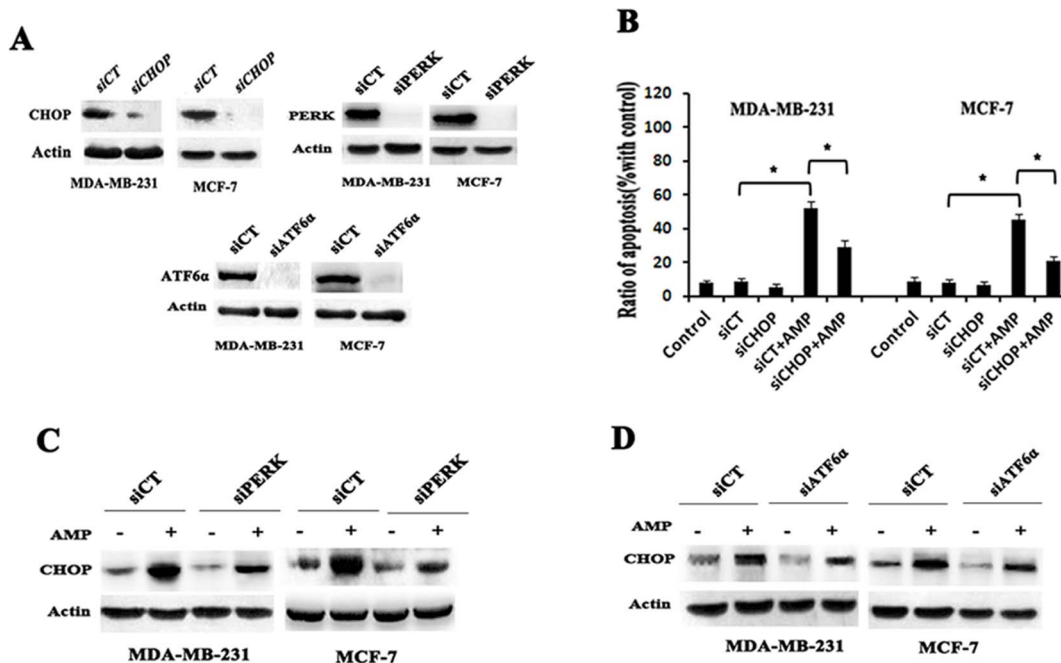 A
siCT siCHOP siCT siCHOP
CHOP
Actin
MDA-MB-231 MCF-7
siCT siPERK siCT siPERK
PERK
Actin
MDA-MB-231 MCF-7
siCT siATF6α siCT siATF6α
ATF6α
Actin
MDA-MB-231 MCF-7
B
MDA-MB-231 MCF-7
Ratio of apoptosis(%with control)
120
100
80
60
40
20
0
* * * *
Control siCT siCHOP siCT+AMP siCHOP+AMP Control siCT siCHOP siCT+AMP siCHOP+AMP
C
siCT siPERK siCT siPERK
AMP - + - + - + - +
CHOP
Actin
MDA-MB-231 MCF-7
D
siCT siATF6α siCT siATF6α
AMP - + - + - + - +
CHOP
Actin
MDA-MB-231 MCF-7